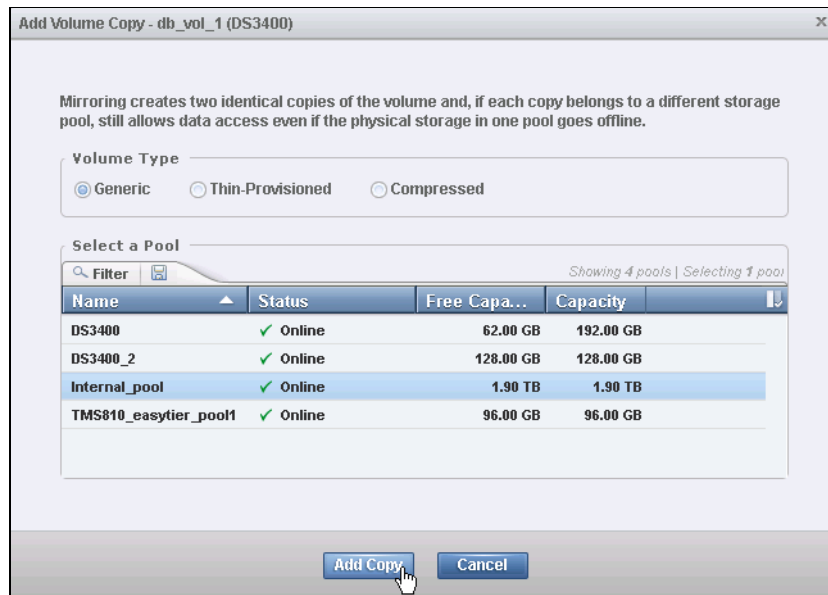 Add Volume Copy - db_vol_1 (DS3400) x
Mirroring creates two identical copies of the volume and, if each copy belongs to a different storage
pool, still allows data access even if the physical storage in one pool goes offline.
Volume Type
Generic Thin-Provisioned Compressed
Select a Pool
Filter Showing 4 pools | Selecting 1 pool
Name Status Free Capa... Capacity
DS3400 Online 62.00 GB 192.00 GB
DS3400_2 Online 128.00 GB 128.00 GB
Internal_pool Online 1.90 TB 1.90 TB
TMS810_easytier_pool1 Online 96.00 GB 96.00 GB
Add Copy Cancel